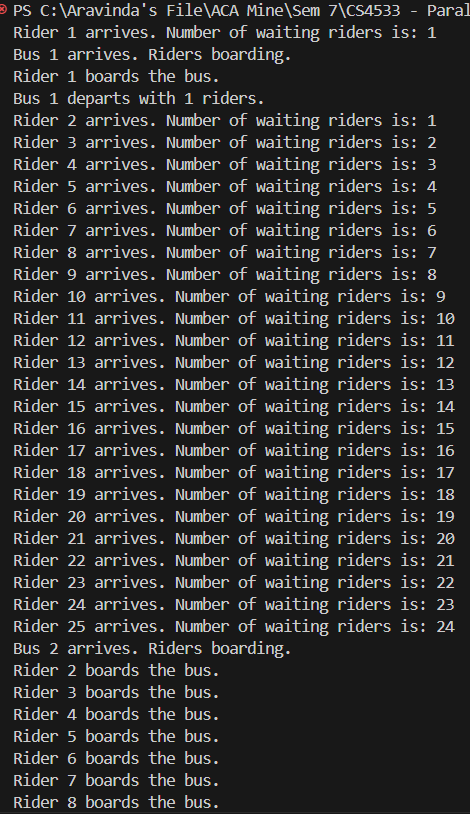 PS C:\Aravinda's File\ACA Mine\Sem 7\CS4533 - Paral
Rider 1 arrives. Number of waiting riders is: 1
Bus 1 arrives. Riders boarding.
Rider 1 boards the bus.
Bus 1 departs with 1 riders.
Rider 2 arrives. Number of waiting riders is: 1
Rider 3 arrives. Number of waiting riders is: 2
Rider 4 arrives. Number of waiting riders is: 3
Rider 5 arrives. Number of waiting riders is: 4
Rider 6 arrives. Number of waiting riders is: 5
Rider 7 arrives. Number of waiting riders is: 6
Rider 8 arrives. Number of waiting riders is: 7
Rider 9 arrives. Number of waiting riders is: 8
Rider 10 arrives. Number of waiting riders is: 9
Rider 11 arrives. Number of waiting riders is: 10
Rider 12 arrives. Number of waiting riders is: 11
Rider 13 arrives. Number of waiting riders is: 12
Rider 14 arrives. Number of waiting riders is: 13
Rider 15 arrives. Number of waiting riders is: 14
Rider 16 arrives. Number of waiting riders is: 15
Rider 17 arrives. Number of waiting riders is: 16
Rider 18 arrives. Number of waiting riders is: 17
Rider 19 arrives. Number of waiting riders is: 18
Rider 20 arrives. Number of waiting riders is: 19
Rider 21 arrives. Number of waiting riders is: 20
Rider 22 arrives. Number of waiting riders is: 21
Rider 23 arrives. Number of waiting riders is: 22
Rider 24 arrives. Number of waiting riders is: 23
Rider 25 arrives. Number of waiting riders is: 24
Bus 2 arrives. Riders boarding.
Rider 2 boards the bus.
Rider 3 boards the bus.
Rider 4 boards the bus.
Rider 5 boards the bus.
Rider 6 boards the bus.
Rider 7 boards the bus.
Rider 8 boards the bus.